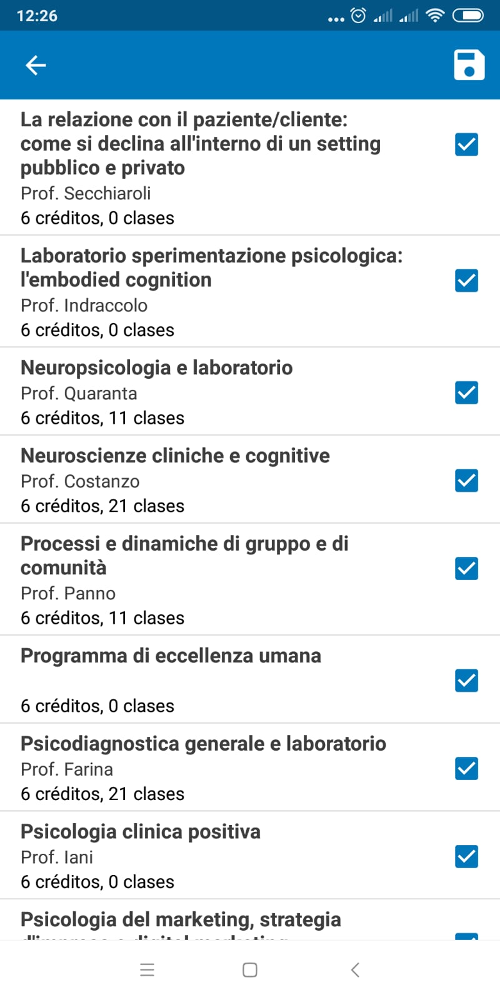 12:26
La relazione con il paziente/cliente:
come si declina all'interno di un setting
pubblico e privato
Prof. Secchiaroli
6 créditos, 0 clases
Laboratorio sperimentazione psicologica:
l'embodied cognition
Prof. Indraccolo
6 créditos, 0 clases
Neuropsicologia e laboratorio
Prof. Quaranta
6 créditos, 11 clases
Neuroscienze cliniche e cognitive
Prof. Costanzo
6 créditos, 21 clases
Processi e dinamiche di gruppo e di
comunità
Prof. Panno
6 créditos, 11 clases
Programma di eccellenza umana
6 créditos, 0 clases
Psicodiagnostica generale e laboratorio
Prof. Farina
6 créditos, 21 clases
Psicologia clinica positiva
Prof. Iani
6 créditos, 0 clases
Psicologia del marketing, strategia